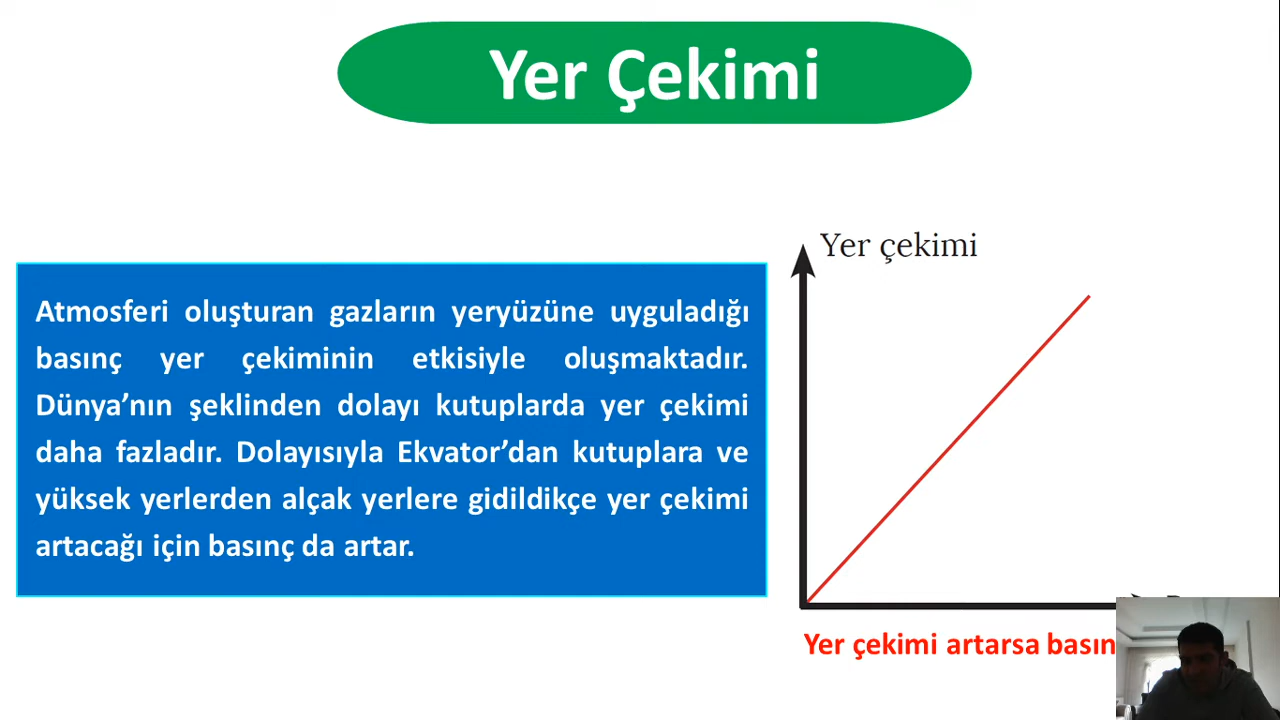 Yer Çekimi
Yer çekimi
Atmosferi oluşturan gazların yeryüzüne uyguladığı
basınç yer çekiminin etkisiyle oluşmaktadır.
Dünya’nın şeklinden dolayı kutuplarda yer çekimi
daha fazladır. Dolayısıyla Ekvator’dan kutuplara ve
yüksek yerlerden alçak yerlere gidildikçe yer çekimi
artacağı için basınç da artar.
Yer çekimi artarsa